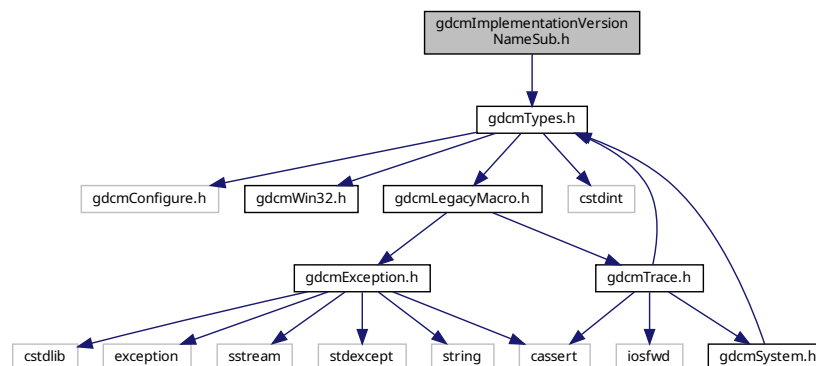 gdcmImplementationVersion
NameSub.h
gdcmTypes.h
gdcmConfigure.h
gdcmWin32.h
gdcmLegacyMacro.h
cstdint
gdcmException.h
gdcmTrace.h
cstdlib
exception
sstream
stdexcept
string
cassert
iosfwd
gdcmSystem.h